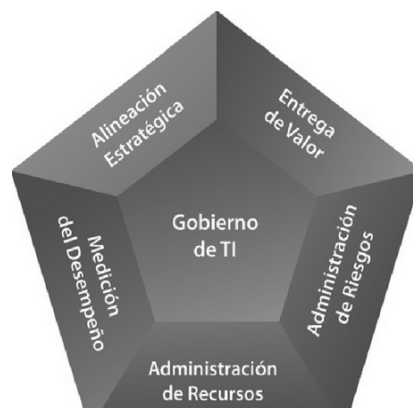 Alineación
Estratégica
Entrega
de Valor
Gobierno
de TI
Medición
del Desempeño
Administración
de Riesgos
Administración
de Recursos